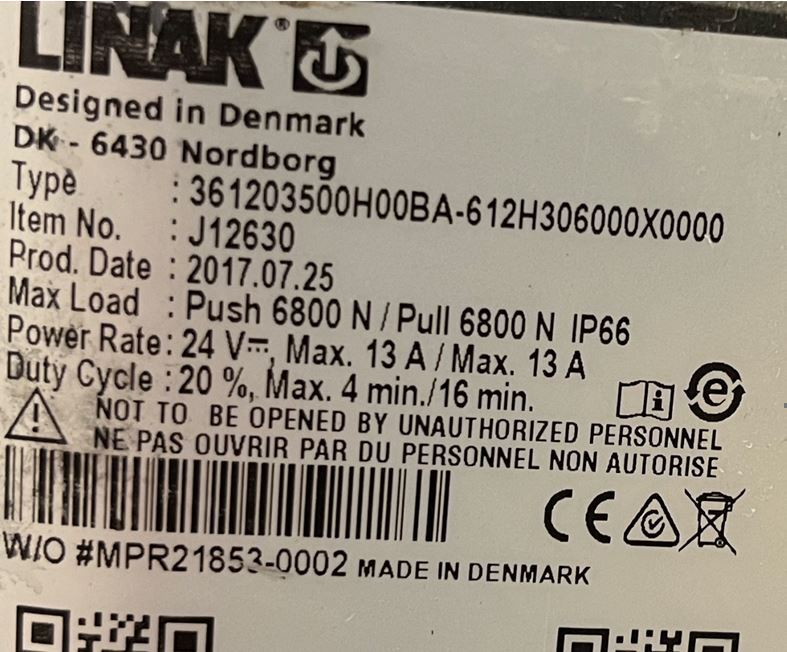 LINAK®
Designed in Denmark
DK - 6430 Nordborg
Type : 361203500H00BA-612H306000X0000
Item No. : J12630
Prod. Date : 2017.07.25
Max Load : Push 6800 N / Pull 6800 N IP66
Power Rate: 24 V⎓, Max. 13 A / Max. 13 A
Duty Cycle : 20 %, Max. 4 min./16 min.
NOT TO BE OPENED BY UNAUTHORIZED PERSONNEL
NE PAS OUVRIR PAR DU PERSONNEL NON AUTORISE
CE
W/O #MPR21853-0002 MADE IN DENMARK